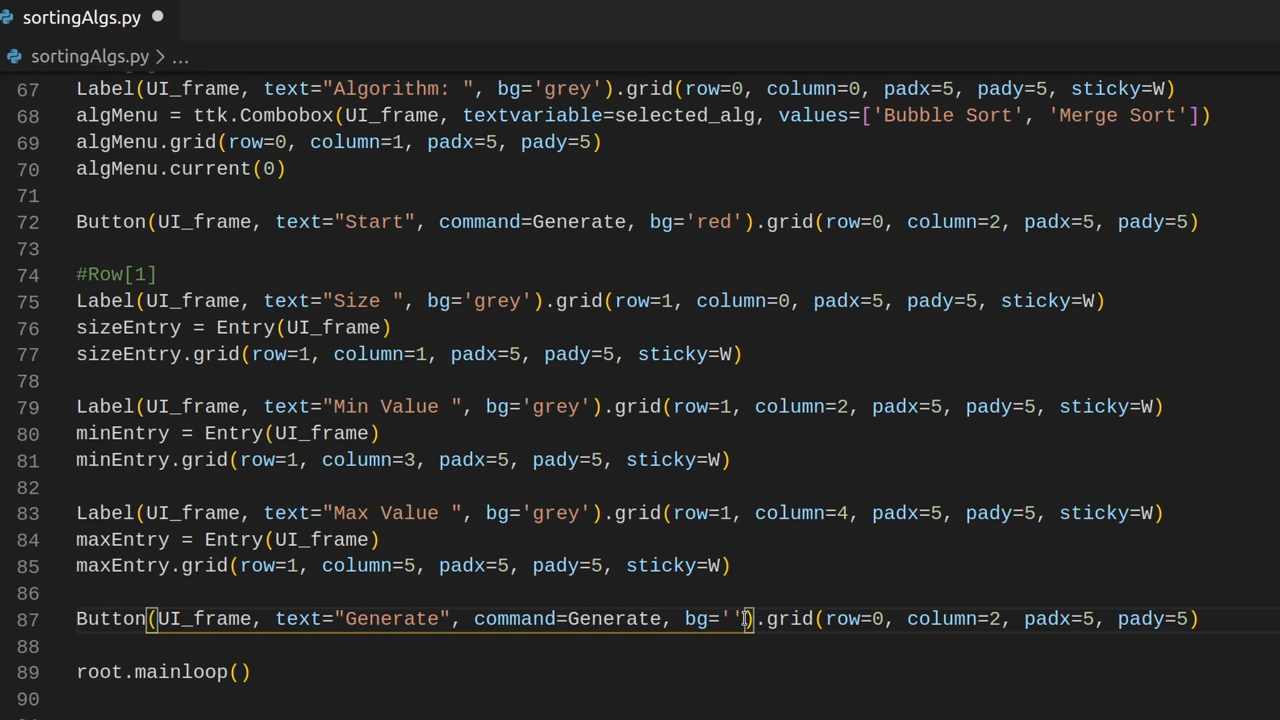 sortingAlgs.py
sortingAlgs.py > ...
67 Label(UI_frame, text="Algorithm: ", bg='grey').grid(row=0, column=0, padx=5, pady=5, sticky=W)
68 algMenu = ttk.Combobox(UI_frame, textvariable=selected_alg, values=['Bubble Sort', 'Merge Sort'])
69 algMenu.grid(row=0, column=1, padx=5, pady=5)
70 algMenu.current(0)
71
72 Button(UI_frame, text="Start", command=Generate, bg='red').grid(row=0, column=2, padx=5, pady=5)
73
74 #Row[1]
75 Label(UI_frame, text="Size ", bg='grey').grid(row=1, column=0, padx=5, pady=5, sticky=W)
76 sizeEntry = Entry(UI_frame)
77 sizeEntry.grid(row=1, column=1, padx=5, pady=5, sticky=W)
78
79 Label(UI_frame, text="Min Value ", bg='grey').grid(row=1, column=2, padx=5, pady=5, sticky=W)
80 minEntry = Entry(UI_frame)
81 minEntry.grid(row=1, column=3, padx=5, pady=5, sticky=W)
82
83 Label(UI_frame, text="Max Value ", bg='grey').grid(row=1, column=4, padx=5, pady=5, sticky=W)
84 maxEntry = Entry(UI_frame)
85 maxEntry.grid(row=1, column=5, padx=5, pady=5, sticky=W)
86
87 Button(UI_frame, text="Generate", command=Generate, bg='').grid(row=0, column=2, padx=5, pady=5)
88
89 root.mainloop()
90